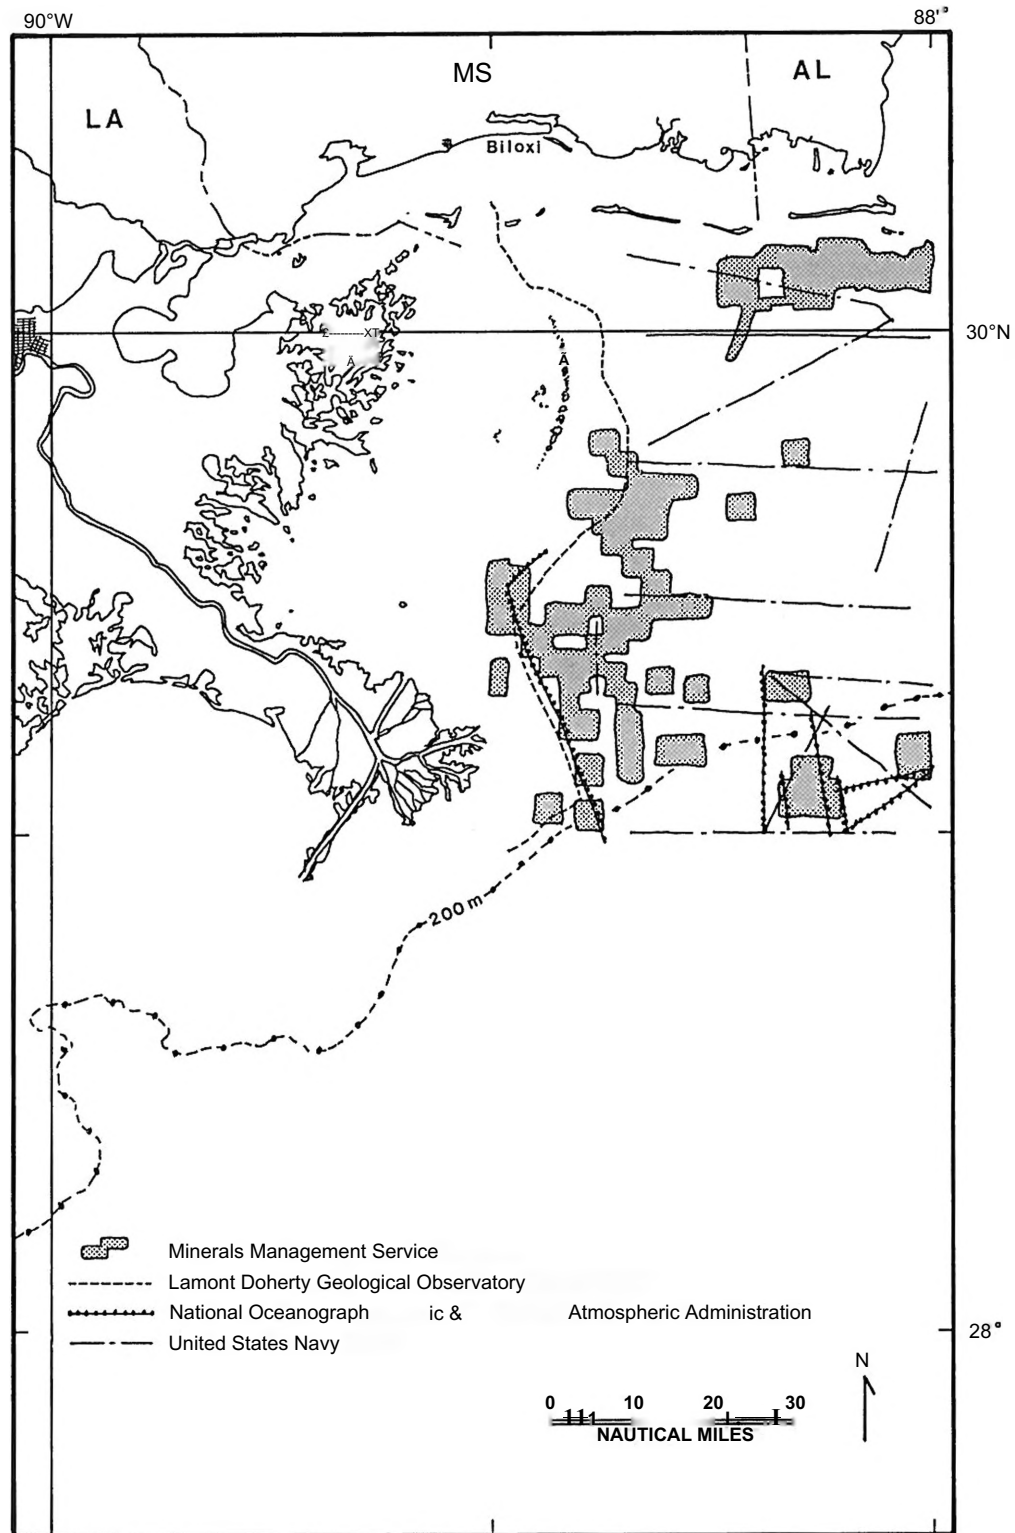 90°W 88'°
MS
AL
LA
Biloxi
30°N
Ã
Ä
200 m
Minerals Management Service
Lamont Doherty Geological Observatory
National Oceanograph ic & Atmospheric Administration
United States Navy
28°
N
0 10 20 30
NAUTICAL MILES